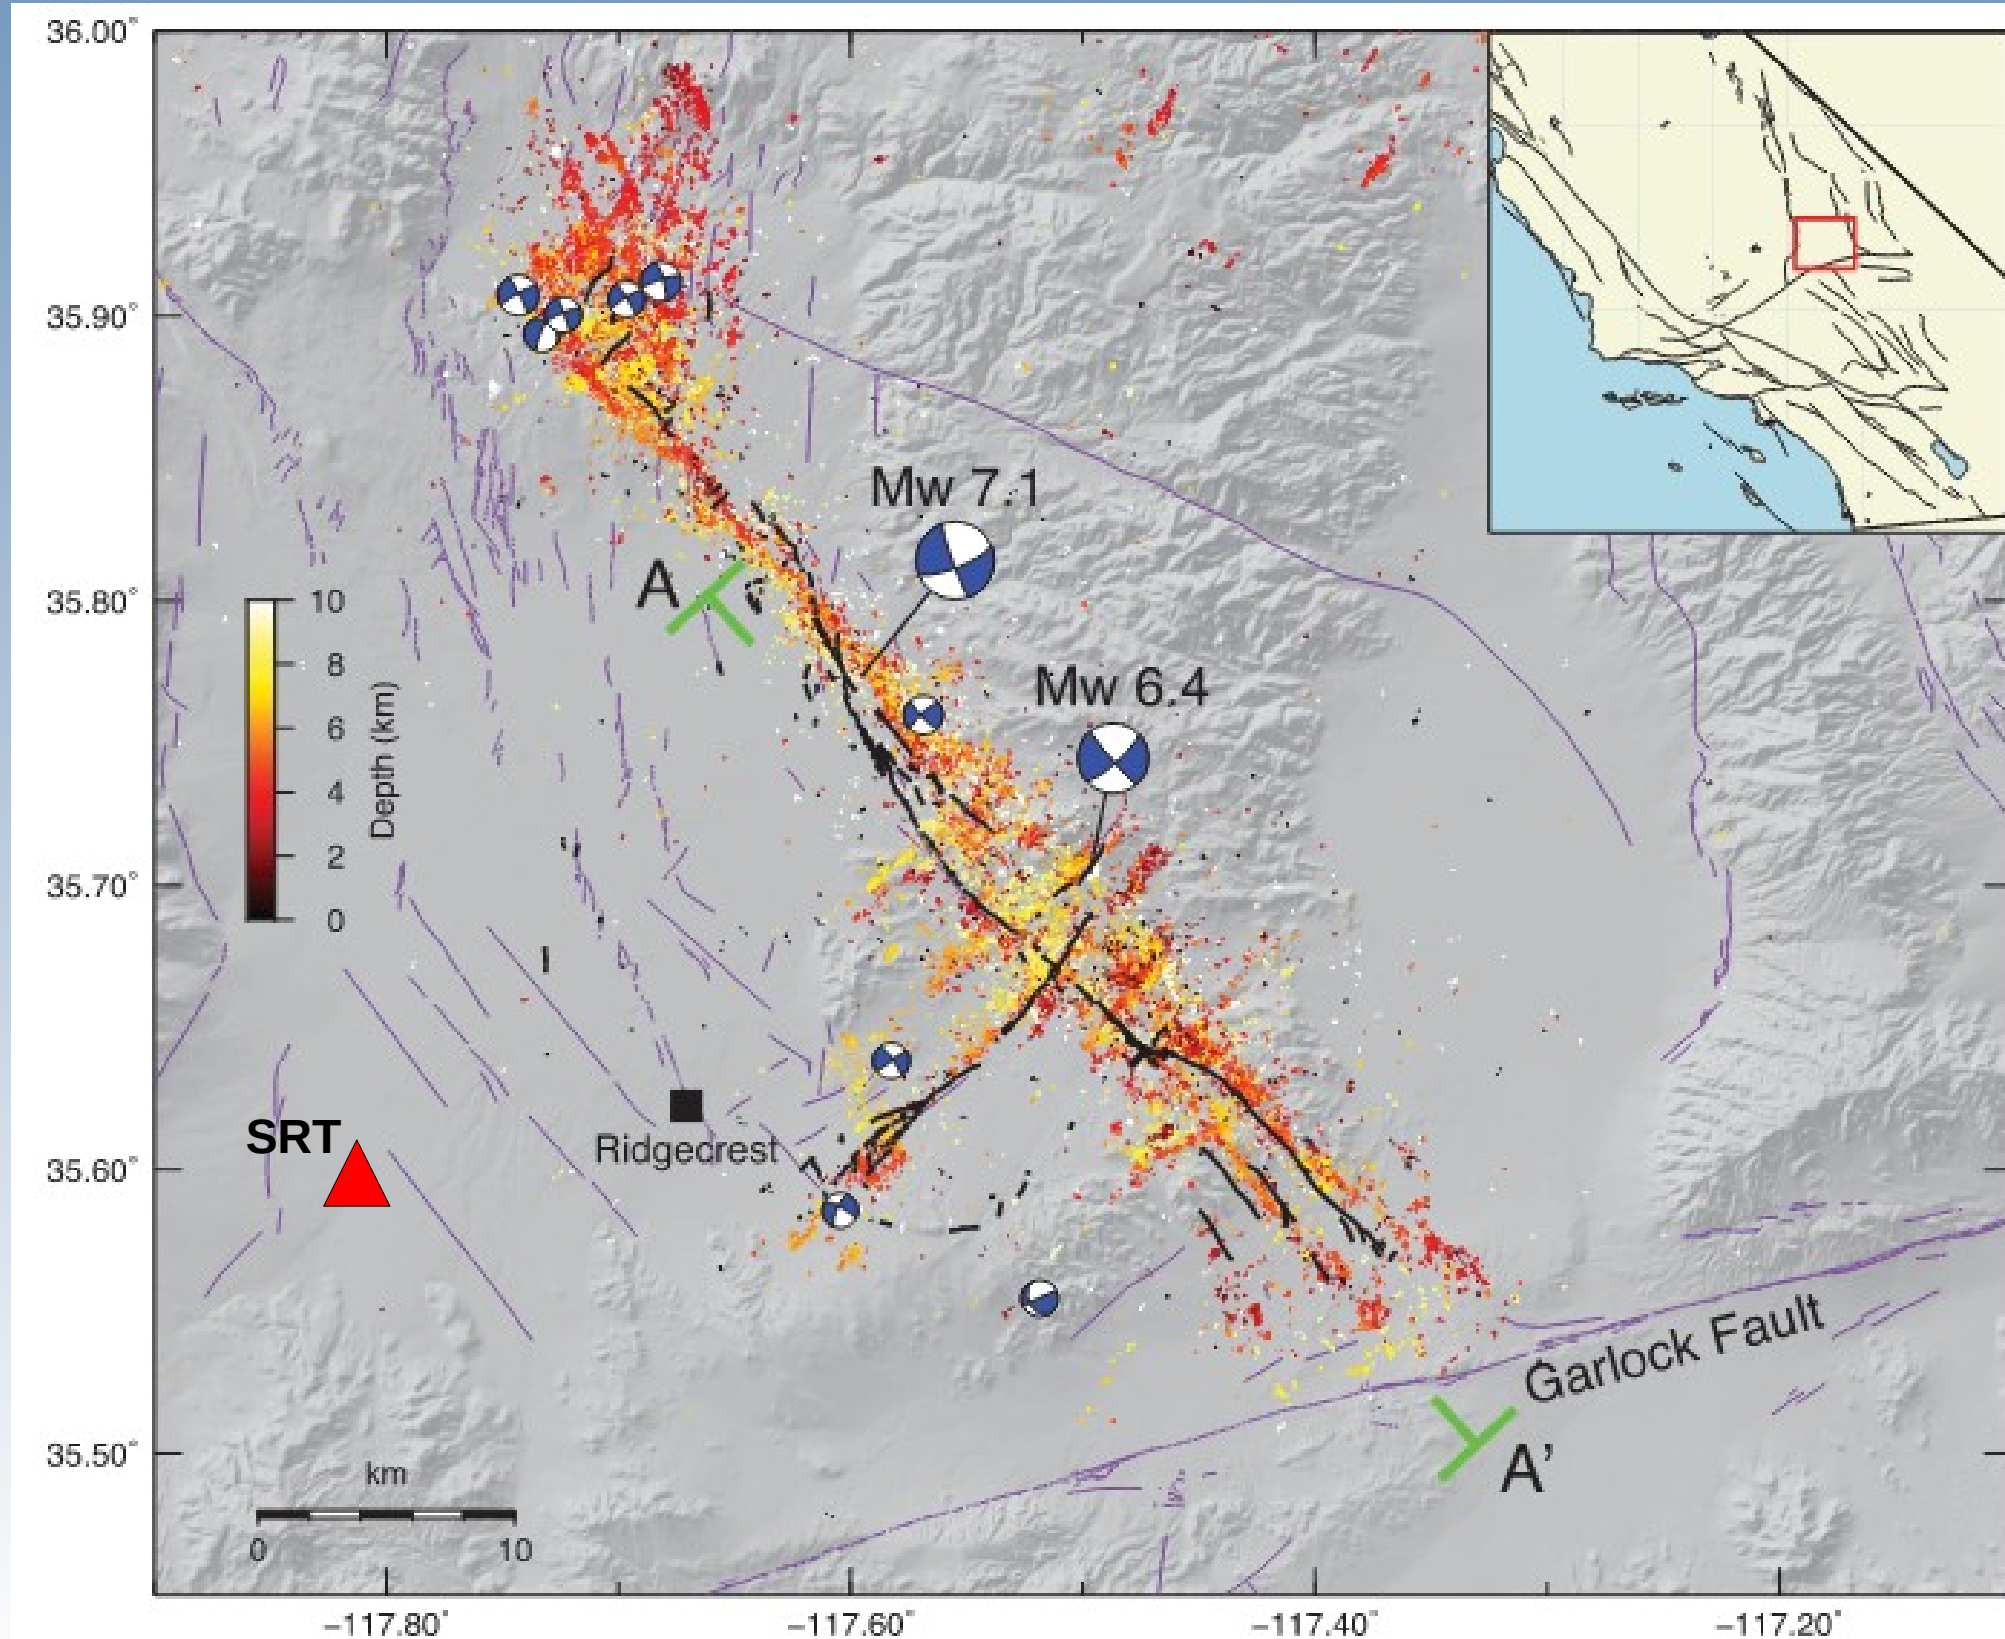 36.00°
35.90°
Mw 7.1
A
35.80°
10
8
6
4
2
0
Depth (km)
Mw 6.4
35.70°
SRT
Ridgecrest
35.60°
Garlock Fault
35.50°
A’
km
0 10
−117.80° −117.60° −117.40° −117.20°